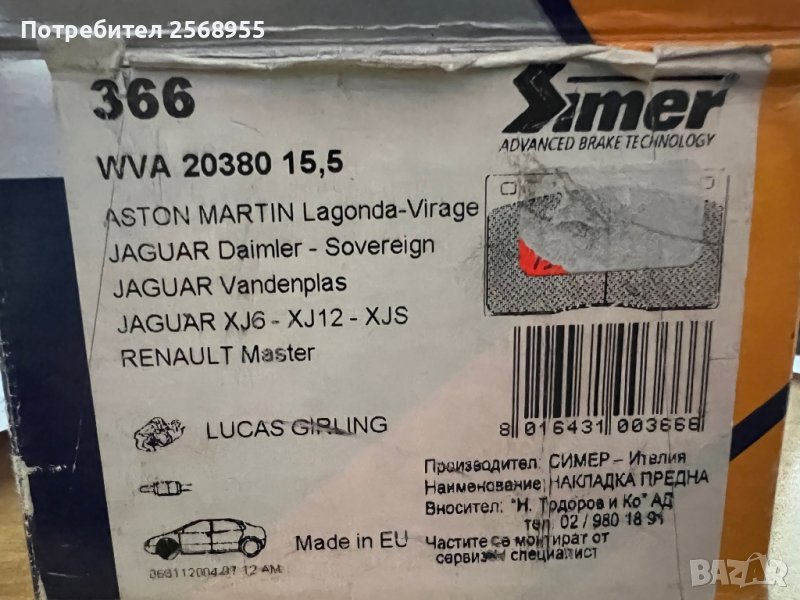 Потребител 2568955
366
Simer
ADVANCED BRAKE TECHNOLOGY
WVA 20380 15,5
ASTON MARTIN Lagonda-Virage
JAGUAR Daimler - Sovereign
JAGUAR Vandenplas
JAGUAR XJ6 - XJ12 - XJS
RENAULT Master
LUCAS GIRLING
8 016431 003668
Производител: СИМЕР – Италия
Наименование: НАКЛАДКА ПРЕДНА
Вносител: "Н. Тодоров и Ко" АД
тел. 02 / 980 18 91
Made in EU
Частите се монтират от
сервизен специалист
BAZAR